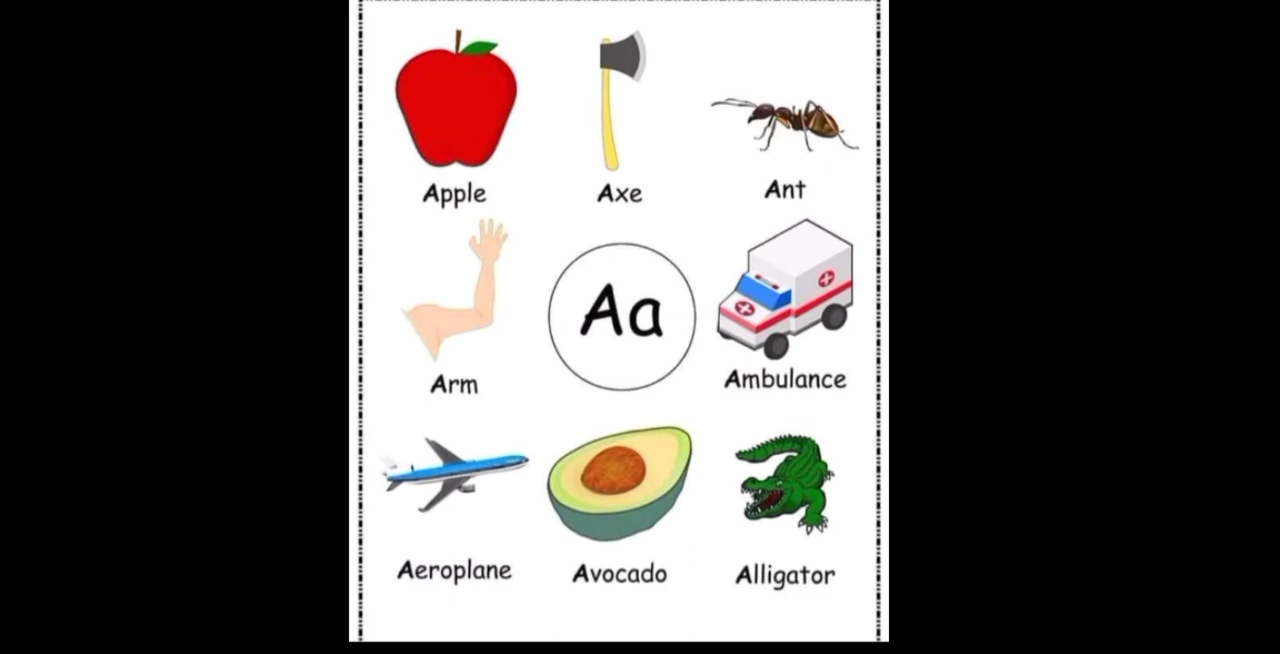 Apple Axe Ant
Aa
Arm Ambulance
Aeroplane Avocado Alligator